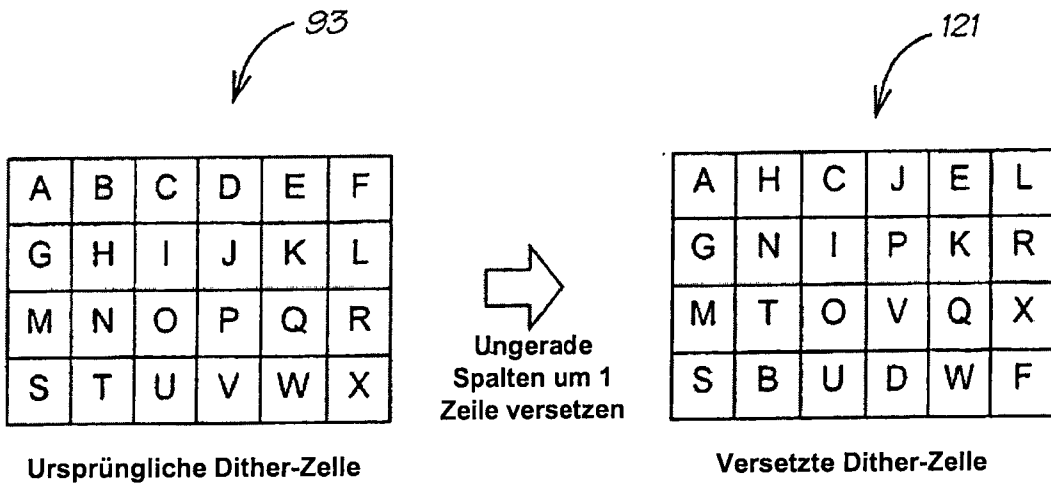 93
121
A B C D E F
G H I J K L
M N O P Q R
S T U V W X
Ungerade
Spalten um 1
Zeile versetzen
A H C J E L
G N I P K R
M T O V Q X
S B U D W F
Ursprüngliche Dither-Zelle
Versetzte Dither-Zelle